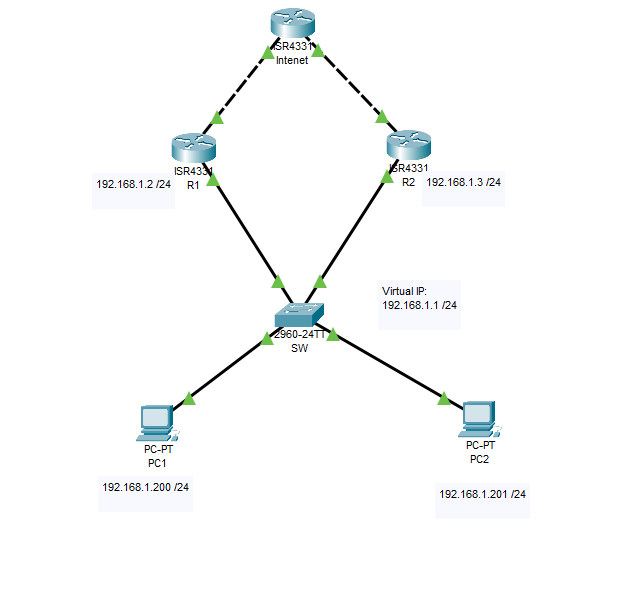 ISR4331
Intenet
ISR4331
R1
192.168.1.2 /24
ISR4331
R2
192.168.1.3 /24
Virtual IP:
192.168.1.1 /24
2960-24TT
SW
PC-PT
PC1
192.168.1.200 /24
PC-PT
PC2
192.168.1.201 /24